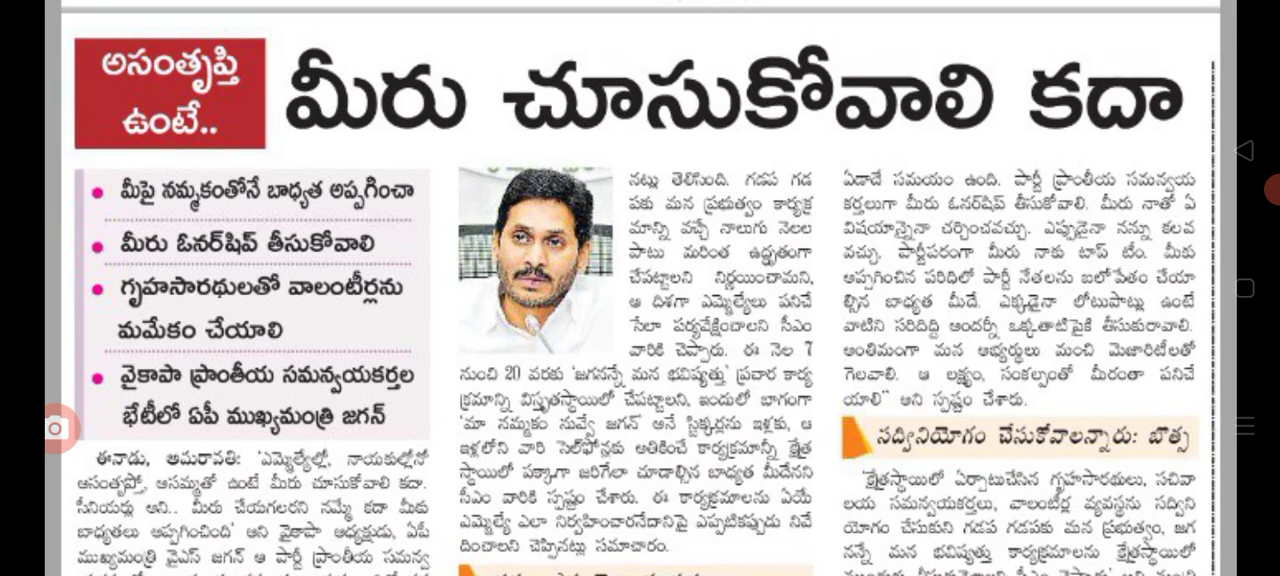 అసంతృప్తి
ఉంటే..
మీరు చూసుకోవాలి కదా
• మీపై నమ్మకంతోనే బాధ్యత అప్పగించా
• మీరు ఓనర్‌షిప్ తీసుకోవాలి
• గృహసారథులతో వాలంటీర్లను
మమేకం చేయాలి
• వైకాపా ప్రాంతీయ సమన్వయకర్తల
భేటీలో ఏపీ ముఖ్యమంత్రి జగన్
ఈనాడు, అమరావతి: ‘ఎమ్మెల్యేల్లో, నాయకుల్లోనో
అసంతృప్తో, అసమ్మతో ఉంటే మీరు చూసుకోవాలి కదా.
సీనియర్లు అని.. మీరు చేయగలరని నమ్మే కదా మీకు
బాధ్యతలు అప్పగించింది’ అని వైకాపా అధ్యక్షుడు, ఏపీ
ముఖ్యమంత్రి వైఎస్ జగన్ ఆ పార్టీ ప్రాంతీయ సమన్వ
నట్లు తెలిసింది. గడప గడ
పకు మన ప్రభుత్వం కార్యక్ర
మాన్ని వచ్చే నాలుగు నెలల
పాటు మరింత ఉద్ధృతంగా
చేపట్టాలని నిర్ణయించామని,
ఆ దిశగా ఎమ్మెల్యేలు పనిచే
సేలా పర్యవేక్షించాలని సీఎం
వారికి చెప్పారు. ఈ నెల 7
నుంచి 20 వరకు ‘జగనన్నే మన భవిష్యత్తు’ ప్రచార కార్య
క్రమాన్ని విస్తృతస్థాయిలో చేపట్టాలని, ఇందులో భాగంగా
‘మా నమ్మకం నువ్వే జగన్’ అనే స్టిక్కర్లను ఇళ్లకు, ఆ
ఇళ్లలోని వారి సెల్‌ఫోన్లకు అతికించే కార్యక్రమాన్నీ క్షేత్ర
స్థాయిలో పక్కాగా జరిగేలా చూడాల్సిన బాధ్యత మీదేనని
సీఎం వారికి స్పష్టం చేశారు. ఈ కార్యక్రమాలను ఏయే
ఎమ్మెల్యే ఎలా నిర్వహించారనేదానిపై ఎప్పటికప్పుడు నివే
దించాలని చెప్పినట్లు సమాచారం.
ఏడాదే సమయం ఉంది. పార్టీ ప్రాంతీయ సమన్వయ
కర్తలుగా మీరు ఓనర్‌షిప్ తీసుకోవాలి. మీరు నాతో ఏ
విషయాన్నైనా చర్చించవచ్చు. ఎప్పుడైనా నన్ను కలవ
వచ్చు. పార్టీపరంగా మీరు నాకు టాప్ టీం. మీకు
అప్పగించిన పరిధిలో పార్టీ నేతలను బలోపేతం చేయా
ల్సిన బాధ్యత మీదే. ఎక్కడైనా లోటుపాట్లు ఉంటే
వాటిని సరిదిద్ది అందర్నీ ఒక్కతాటిపైకి తీసుకురావాలి.
అంతిమంగా మన అభ్యర్థులు మంచి మెజారిటీలతో
గెలవాలి. ఆ లక్ష్యం, సంకల్పంతో మీరంతా పనిచే
యాలి’’ అని స్పష్టం చేశారు.
సద్వినియోగం చేసుకోవాలన్నారు: బొత్స
‘క్షేత్రస్థాయిలో ఏర్పాటుచేసిన గృహసారథులు, సచివా
లయ సమన్వయకర్తలు, వాలంటీర్ల వ్యవస్థను సద్విని
యోగం చేసుకుని గడప గడపకు మన ప్రభుత్వం, జగ
నన్నే మన భవిష్యత్తు కార్యక్రమాలను క్షేత్రస్థాయిలో